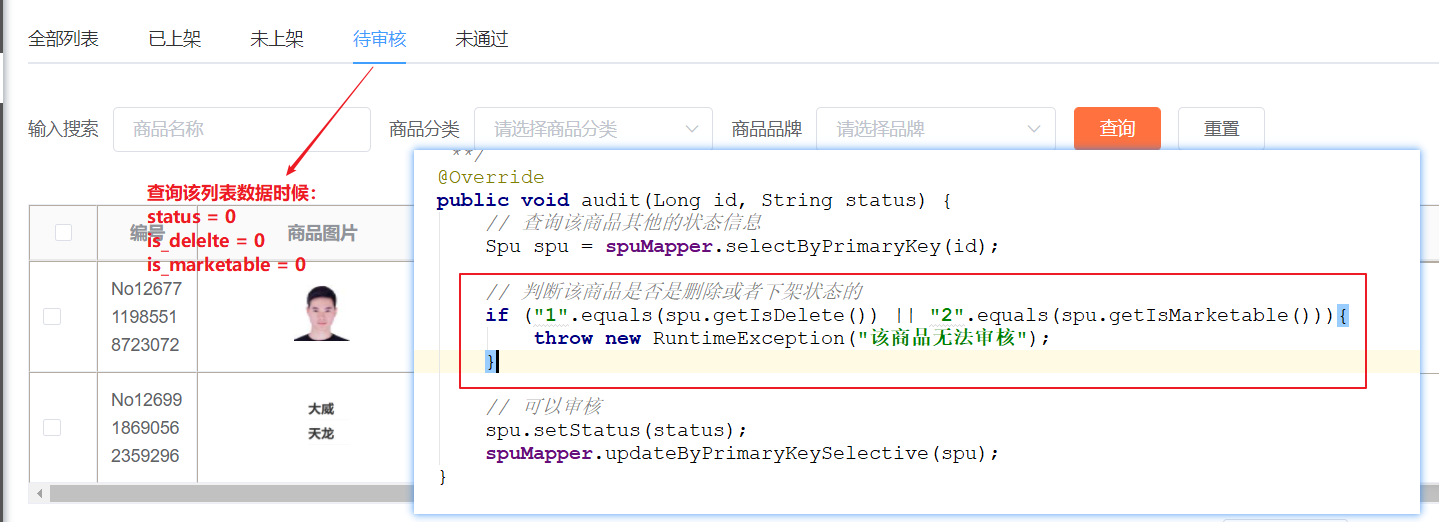 全部列表 已上架 未上架 待审核 未通过
输入搜索 商品名称 商品分类 请选择商品分类 商品品牌 请选择品牌 查询 重置
查询该列表数据时候：
status = 0
is_delelte = 0
is_marketable = 0
编号 商品图片
No12677
1198551
8723072
No12699
1869056
2359296
大威
天龙
**/
@Override
public void audit(Long id, String status) {
// 查询该商品其他的状态信息
Spu spu = spuMapper.selectByPrimaryKey(id);
// 判断该商品是否是删除或者下架状态的
if ("1".equals(spu.getIsDelete()) || "2".equals(spu.getIsMarketable())){
throw new RuntimeException("该商品无法审核");
}
// 可以审核
spu.setStatus(status);
spuMapper.updateByPrimaryKeySelective(spu);
}